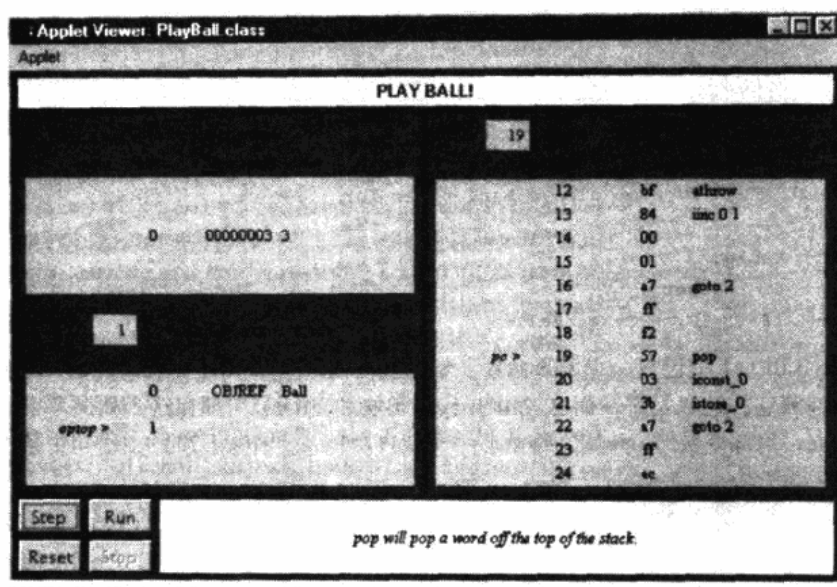 Applet Viewer: PlayBall.class
Applet
PLAY BALL!
19
0 00000003 3
1
0 OBJREF Ball
optop > 1
12 bf athrow
13 84 iinc 0 1
14 00
15 01
16 a7 goto 2
17 ff
18 f2
pc > 19 57 pop
20 03 iconst_0
21 3b istore_0
22 a7 goto 2
23 ff
24 ec
Step Run
Reset Stop
pop will pop a word off the top of the stack.